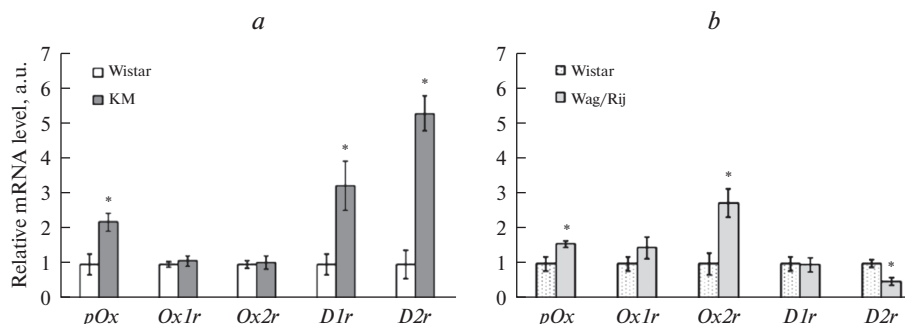 a
Relative mRNA level, a.u.
7
6
5
4
3
2
1
0
Wistar
KM
*
*
*
pOx
Ox1r
Ox2r
D1r
D2r
b
7
6
5
4
3
2
1
0
Wistar
Wag/Rij
*
*
*
pOx
Ox1r
Ox2r
D1r
D2r